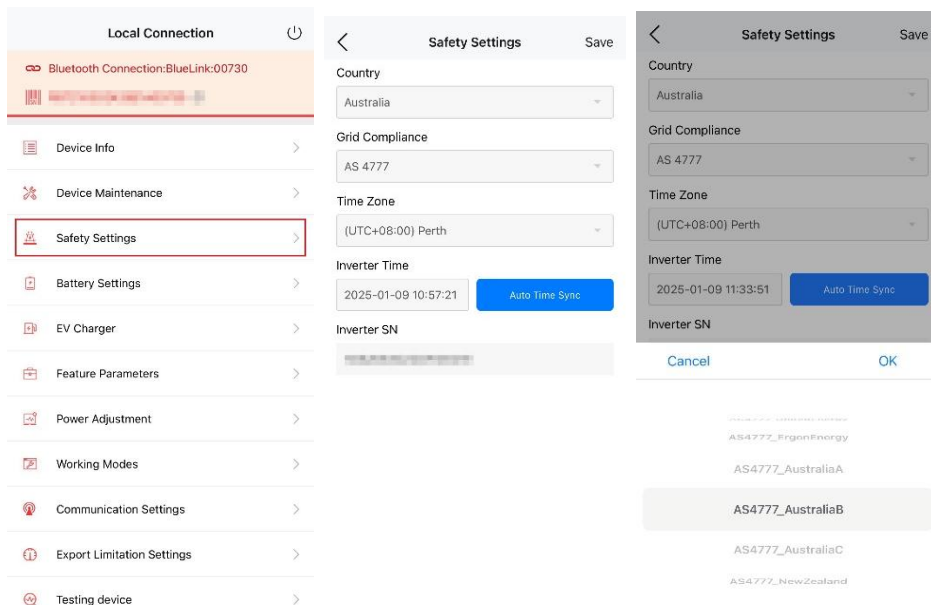 Local Connection
Bluetooth Connection:BlueLink:00730
Device Info
Device Maintenance
Safety Settings
Battery Settings
EV Charger
Feature Parameters
Power Adjustment
Working Modes
Communication Settings
Export Limitation Settings
Testing device
Safety Settings
Save
Country
Australia
Grid Compliance
AS 4777
Time Zone
(UTC+08:00) Perth
Inverter Time
2025-01-09 10:57:21
Auto Time Sync
Inverter SN
Safety Settings
Save
Country
Australia
Grid Compliance
AS 4777
Time Zone
(UTC+08:00) Perth
Inverter Time
2025-01-09 11:33:51
Auto Time Sync
Inverter SN
Cancel
OK
AS4777_ErgonEnergy
AS4777_AustraliaA
AS4777_AustraliaB
AS4777_AustraliaC
AS4777_NewZealand